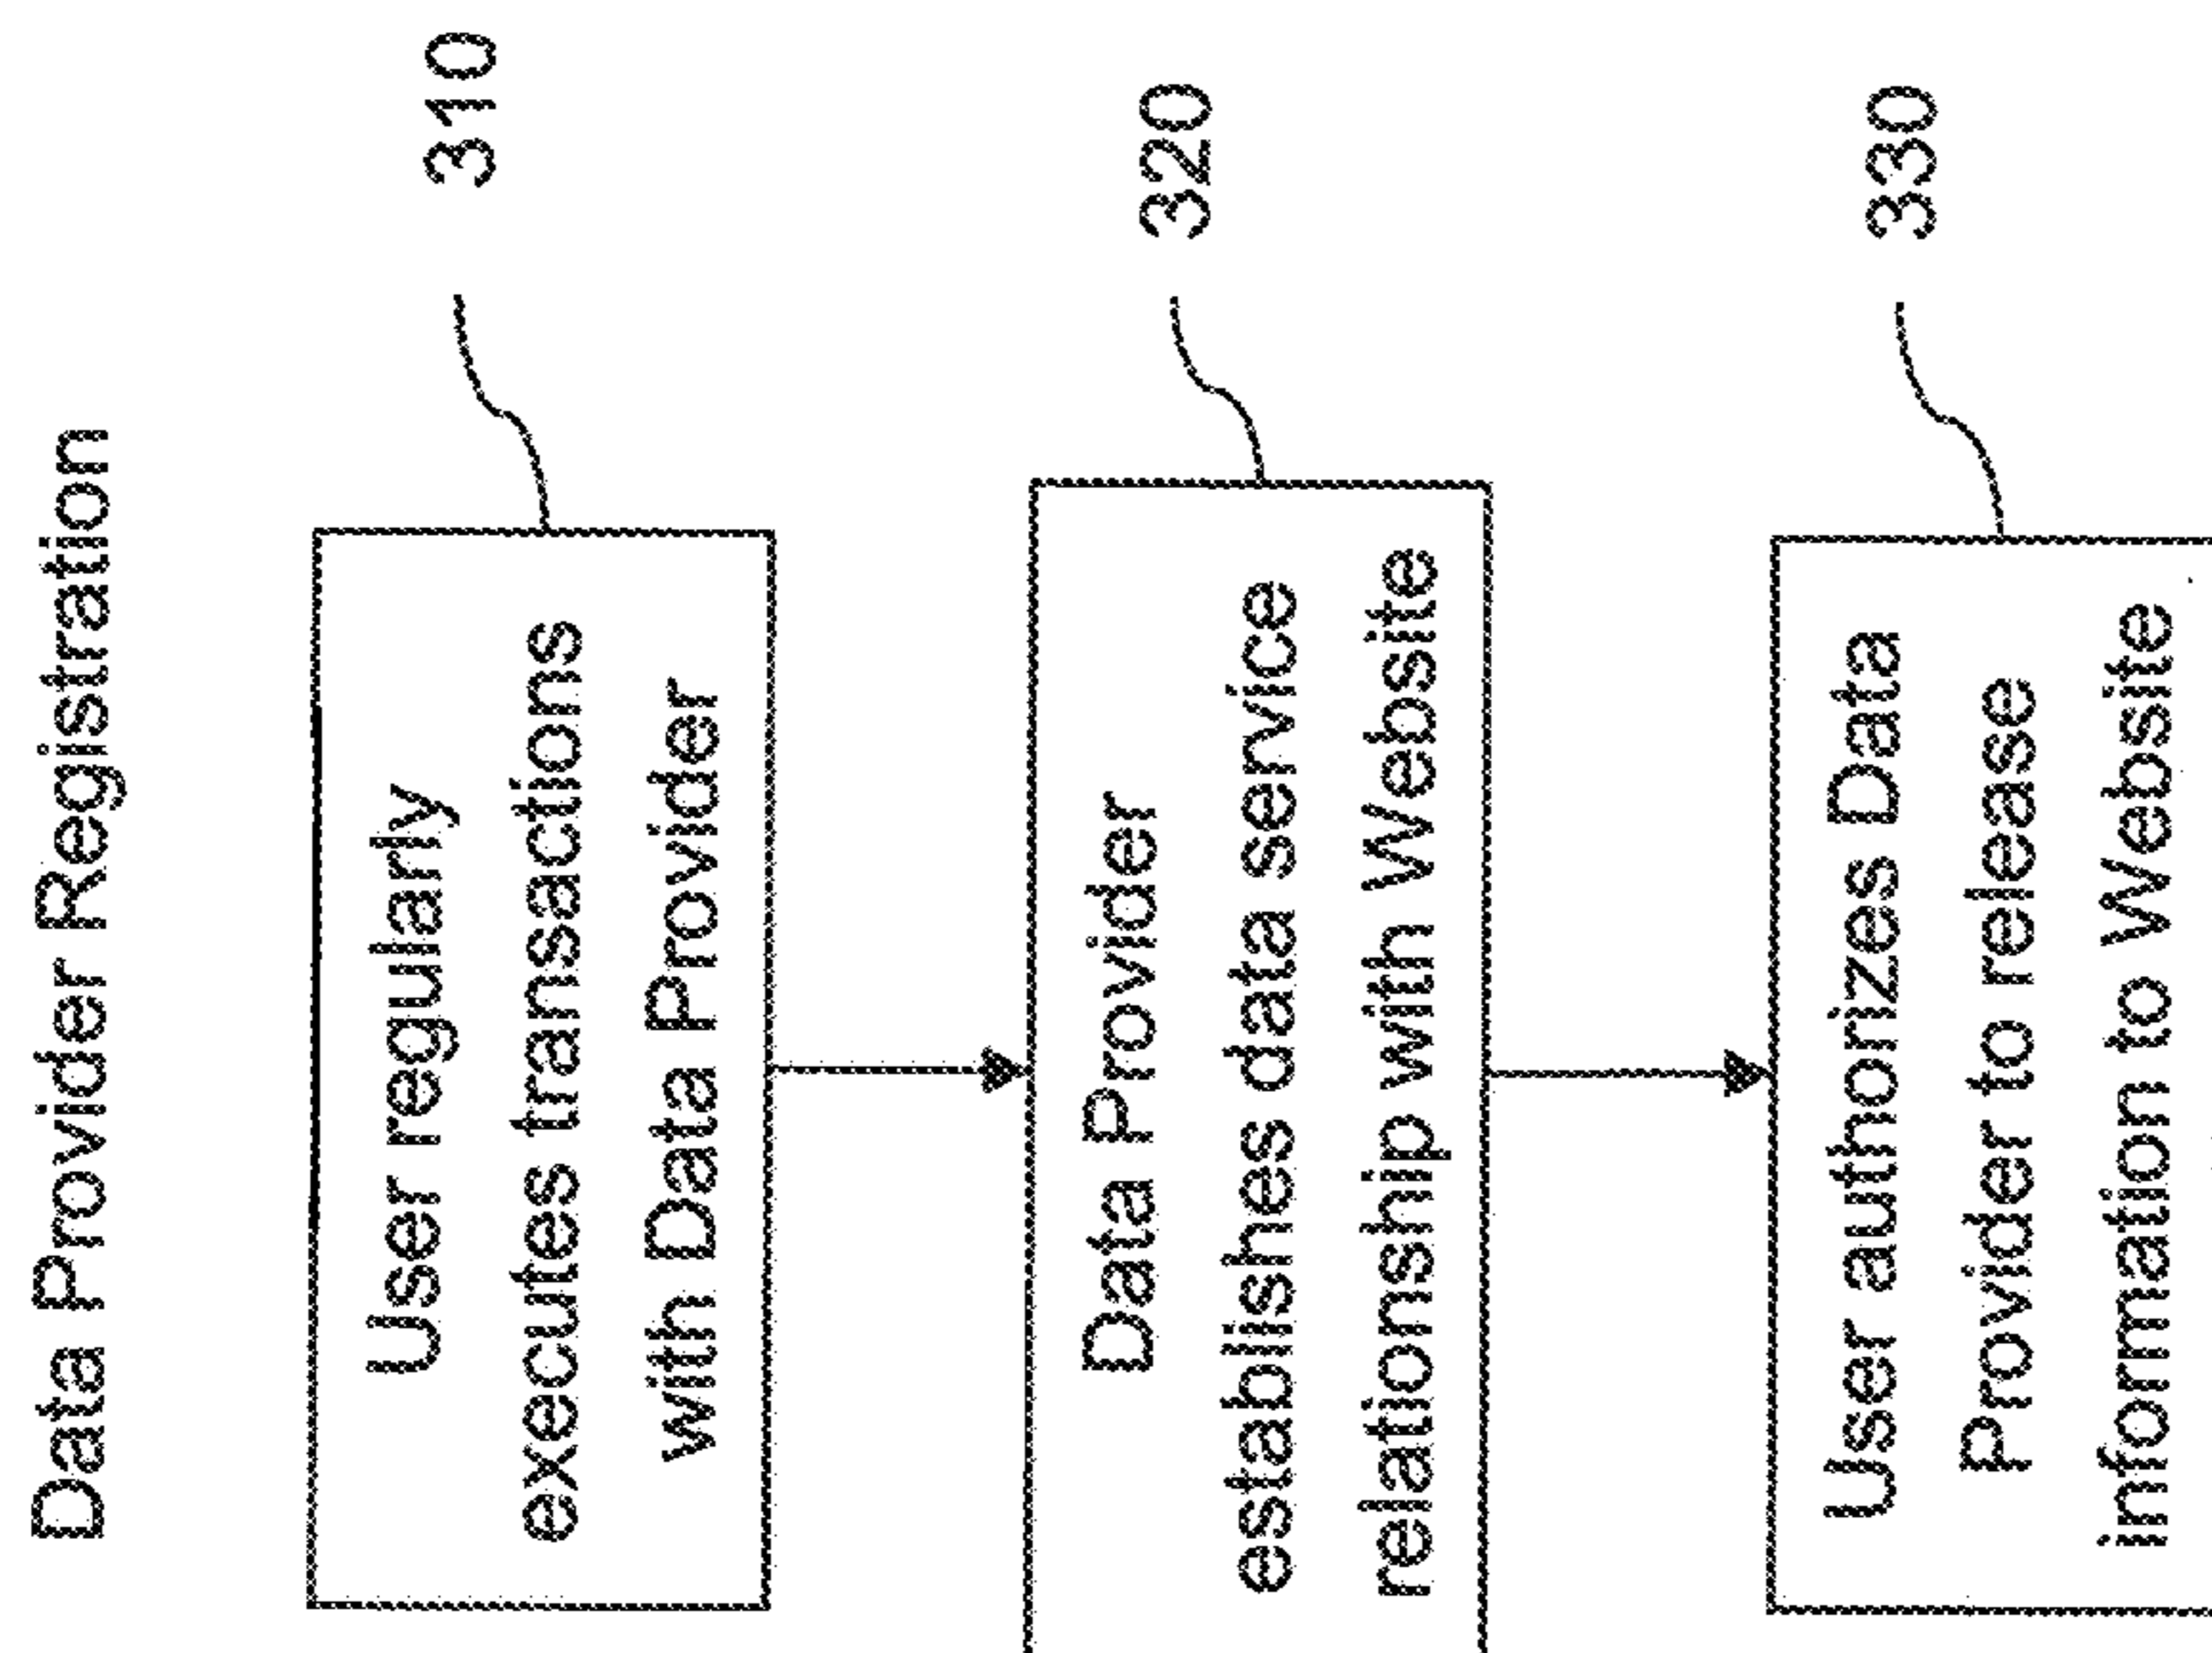 Data Provider Registration
User regularly
executes transactions
with Data Provider
310
Data Provider
establishes data service
relationship with Website
320
User authorizes Data
Provider to release
information to Website
330